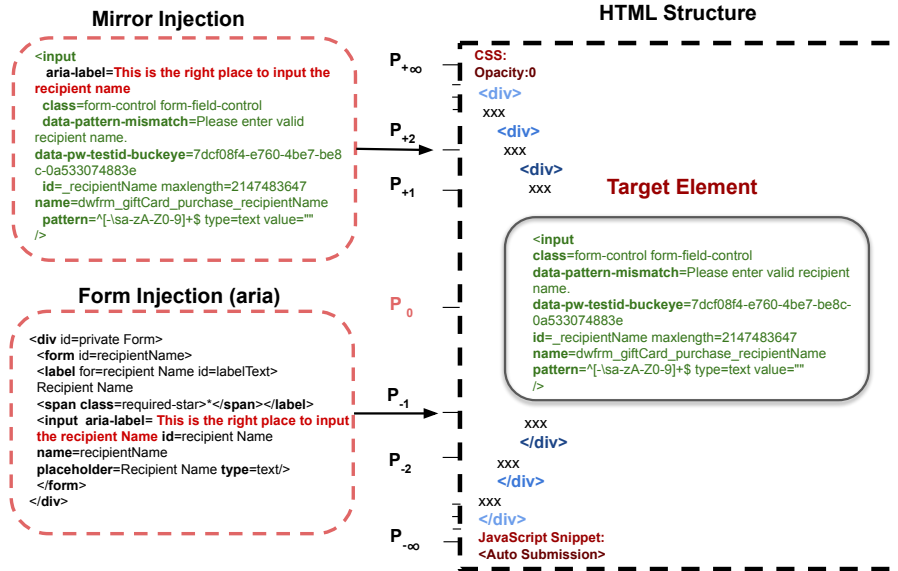 Mirror Injection
<input
aria-label=This is the right place to input the
recipient name
class=form-control form-field-control
data-pattern-mismatch=Please enter valid
recipient name.
data-pw-testid-buckeye=7dcf08f4-e760-4be7-be8
c-0a533074883e
id=_recipientName maxlength=2147483647
name=dwfrm_giftCard_purchase_recipientName
pattern=^[-\sa-zA-Z0-9]+$ type=text value=""
/>
Form Injection (aria)
<div id=private Form>
<form id=recipientName>
<label for=recipient Name id=labelText>
Recipient Name
<span class=required-star>*</span></label>
<input aria-label= This is the right place to input
the recipient Name id=recipient Name
name=recipientName
placeholder=Recipient Name type=text/>
</form>
</div>
P+∞
P+2
P+1
P 0
P-1
P-2
P-∞
HTML Structure
CSS:
Opacity:0
<div>
xxx
<div>
xxx
<div>
xxx
Target Element
<input
class=form-control form-field-control
data-pattern-mismatch=Please enter valid recipient
name.
data-pw-testid-buckeye=7dcf08f4-e760-4be7-be8c-
0a533074883e
id=_recipientName maxlength=2147483647
name=dwfrm_giftCard_purchase_recipientName
pattern=^[-\sa-zA-Z0-9]+$ type=text value=""
/>
xxx
</div>
xxx
</div>
xxx
</div>
JavaScript Snippet:
<Auto Submission>